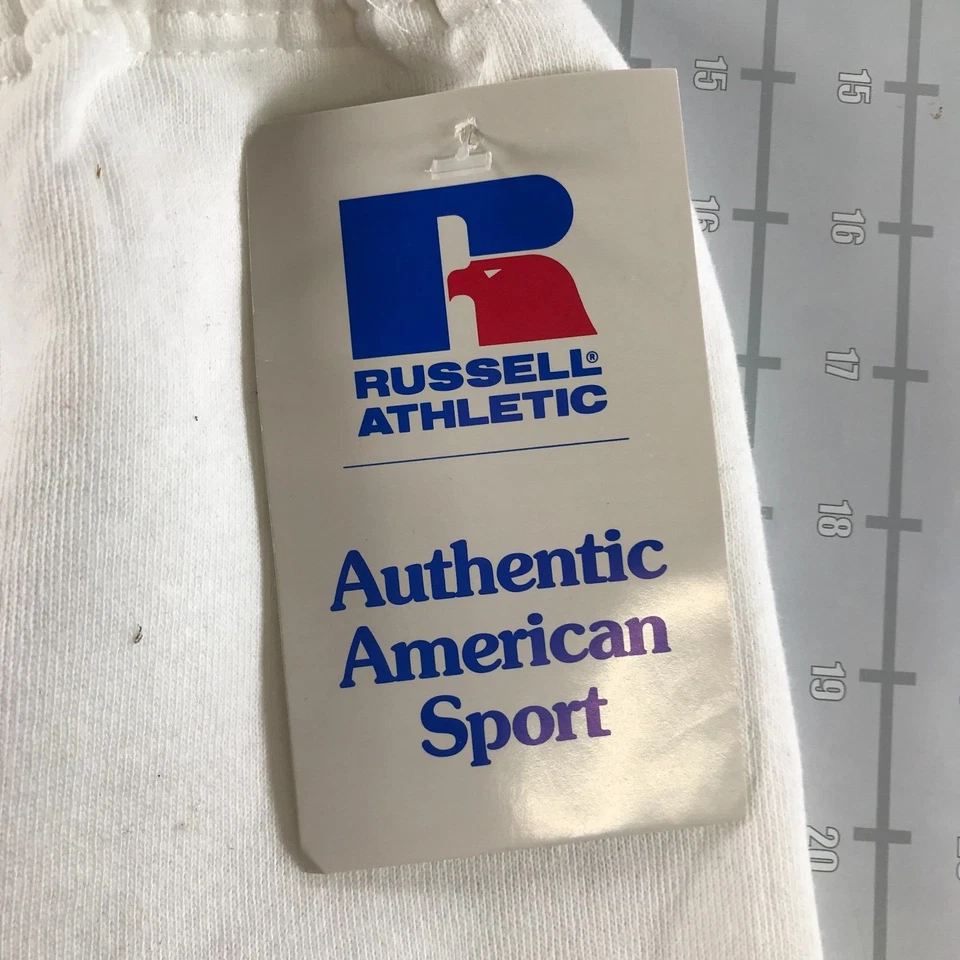 RUSSELL®
ATHLETIC
Authentic
American
Sport
15
15
16
16
17
18
19
20